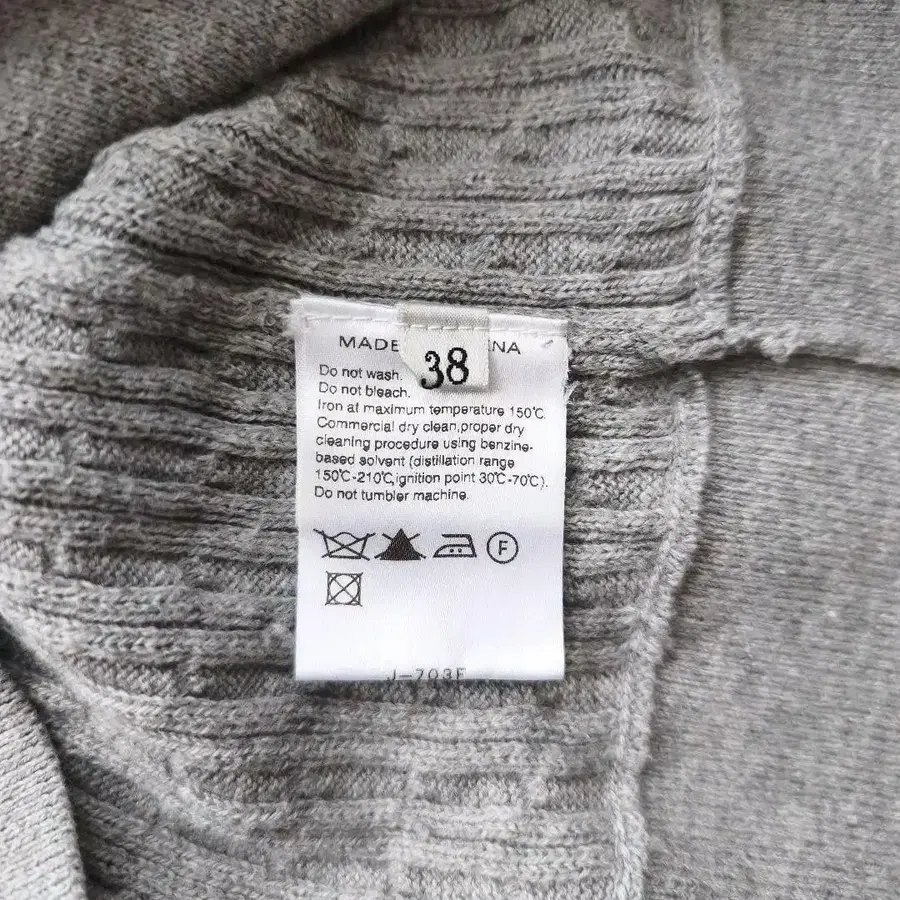 MADE NA
38
Do not wash.
Do not bleach.
Iron at maximum temperature 150℃.
Commercial dry clean,proper dry
cleaning procedure using benzine-
based solvent (distillation range
150℃-210℃,ignition point 30℃-70℃).
Do not tumbler machine.
F